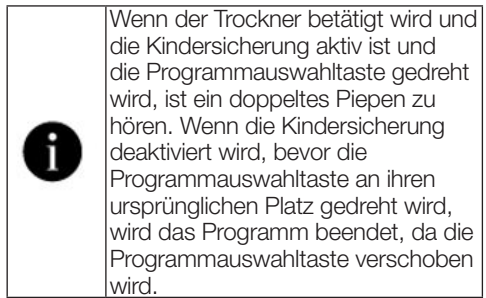 Wenn der Trockner betätigt wird und
die Kindersicherung aktiv ist und
die Programmauswahltaste gedreht
wird, ist ein doppeltes Piepen zu
hören. Wenn die Kindersicherung
deaktiviert wird, bevor die
Programmauswahltaste an ihren
ursprünglichen Platz gedreht wird,
wird das Programm beendet, da die
Programmauswahltaste verschoben
wird.